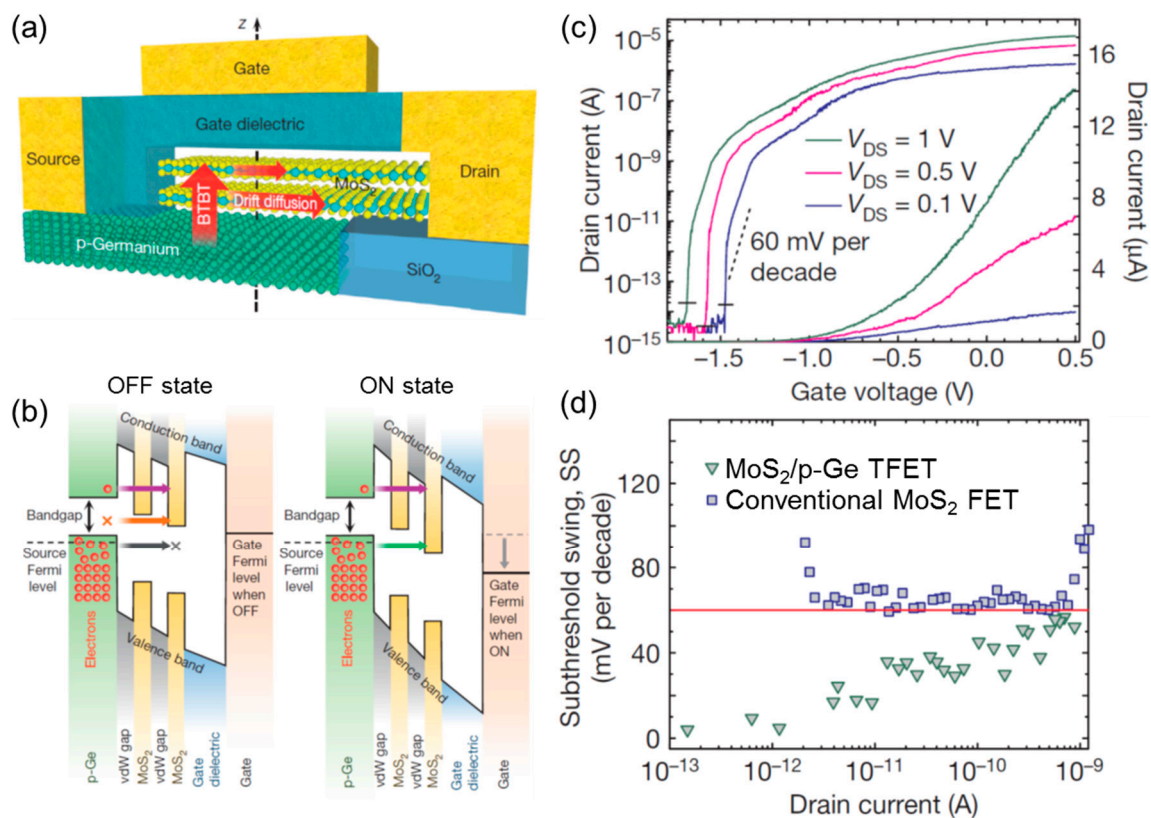 (a)
z
Gate
Gate dielectric
Source
Drain
MoS₂
BTBT
Drift diffusion
p-Germanium
SiO₂
(b)
OFF state
ON state
Conduction band
Bandgap
Source
Fermi
level
Electrons
Valence band
Gate
Fermi
level
when
OFF
p-Ge
vdW gap
MoS₂
vdW gap
MoS₂
Gate
dielectric
Gate
Conduction band
Bandgap
Source
Fermi
level
Electrons
Valence band
Gate
Fermi
level
when
ON
p-Ge
vdW gap
MoS₂
vdW gap
MoS₂
Gate
dielectric
Gate
(c)
Drain current (A)
10⁻⁵
10⁻⁷
10⁻⁹
10⁻¹¹
10⁻¹³
10⁻¹⁵
V_DS = 1 V
V_DS = 0.5 V
V_DS = 0.1 V
60 mV per
decade
16
12
8
4
0
Drain current (μA)
−1.5
−1.0
−0.5
0.0
0.5
Gate voltage (V)
(d)
Subthreshold swing, SS
(mV per decade)
120
80
40
0
MoS₂/p-Ge TFET
Conventional MoS₂ FET
10⁻¹³
10⁻¹²
10⁻¹¹
10⁻¹⁰
10⁻⁹
Drain current (A)